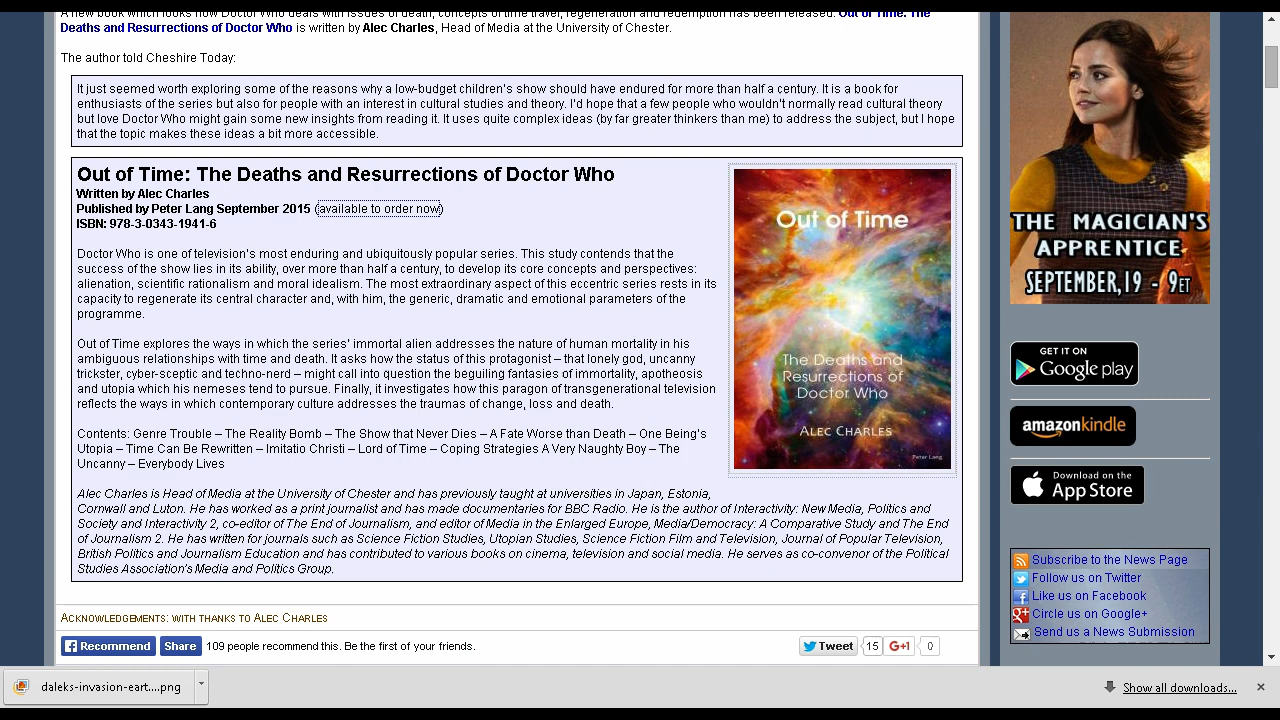 A new book which looks how Doctor Who deals with issues of death, concepts of time travel, regeneration and redemption has been released. Out of Time: The
Deaths and Resurrections of Doctor Who is written by Alec Charles, Head of Media at the University of Chester.
The author told Cheshire Today:
It just seemed worth exploring some of the reasons why a low-budget children's show should have endured for more than half a century. It is a book for
enthusiasts of the series but also for people with an interest in cultural studies and theory. I'd hope that a few people who wouldn't normally read cultural theory
but love Doctor Who might gain some new insights from reading it. It uses quite complex ideas (by far greater thinkers than me) to address the subject, but I hope
that the topic makes these ideas a bit more accessible.
Out of Time: The Deaths and Resurrections of Doctor Who
Written by Alec Charles
Published by Peter Lang September 2015 (available to order now)
ISBN: 978-3-0343-1941-6
Doctor Who is one of television's most enduring and ubiquitously popular series. This study contends that the
success of the show lies in its ability, over more than half a century, to develop its core concepts and perspectives:
alienation, scientific rationalism and moral idealism. The most extraordinary aspect of this eccentric series rests in its
capacity to regenerate its central character and, with him, the generic, dramatic and emotional parameters of the
programme.
Out of Time explores the ways in which the series' immortal alien addresses the nature of human mortality in his
ambiguous relationships with time and death. It asks how the status of this protagonist – that lonely god, uncanny
trickster, cyber-sceptic and techno-nerd – might call into question the beguiling fantasies of immortality, apotheosis
and utopia which his nemeses tend to pursue. Finally, it investigates how this paragon of transgenerational television
reflects the ways in which contemporary culture addresses the traumas of change, loss and death.
Contents: Genre Trouble – The Reality Bomb – The Show that Never Dies – A Fate Worse than Death – One Being's
Utopia – Time Can Be Rewritten – Imitatio Christi – Lord of Time – Coping Strategies A Very Naughty Boy – The
Uncanny – Everybody Lives
Alec Charles is Head of Media at the University of Chester and has previously taught at universities in Japan, Estonia,
Cornwall and Luton. He has worked as a print journalist and has made documentaries for BBC Radio. He is the author of Interactivity: New Media, Politics and
Society and Interactivity 2, co-editor of The End of Journalism, and editor of Media in the Enlarged Europe, Media/Democracy: A Comparative Study and The End
of Journalism 2. He has written for journals such as Science Fiction Studies, Utopian Studies, Science Fiction Film and Television, Journal of Popular Television,
British Politics and Journalism Education and has contributed to various books on cinema, television and social media. He serves as co-convenor of the Political
Studies Association's Media and Politics Group.
Out of Time
The Deaths and
Resurrections of
Doctor Who
ALEC CHARLES
Peter Lang
ACKNOWLEDGEMENTS: WITH THANKS TO ALEC CHARLES
Recommend Share 109 people recommend this. Be the first of your friends.
Tweet 15 G+1 0
THE MAGICIAN'S
APPRENTICE
SEPTEMBER,19 - 9ET
GET IT ON
Google play
amazonkindle
Download on the
App Store
Subscribe to the News Page
Follow us on Twitter
Like us on Facebook
Circle us on Google+
Send us a News Submission
daleks-invasion-eart....png
Show all downloads...